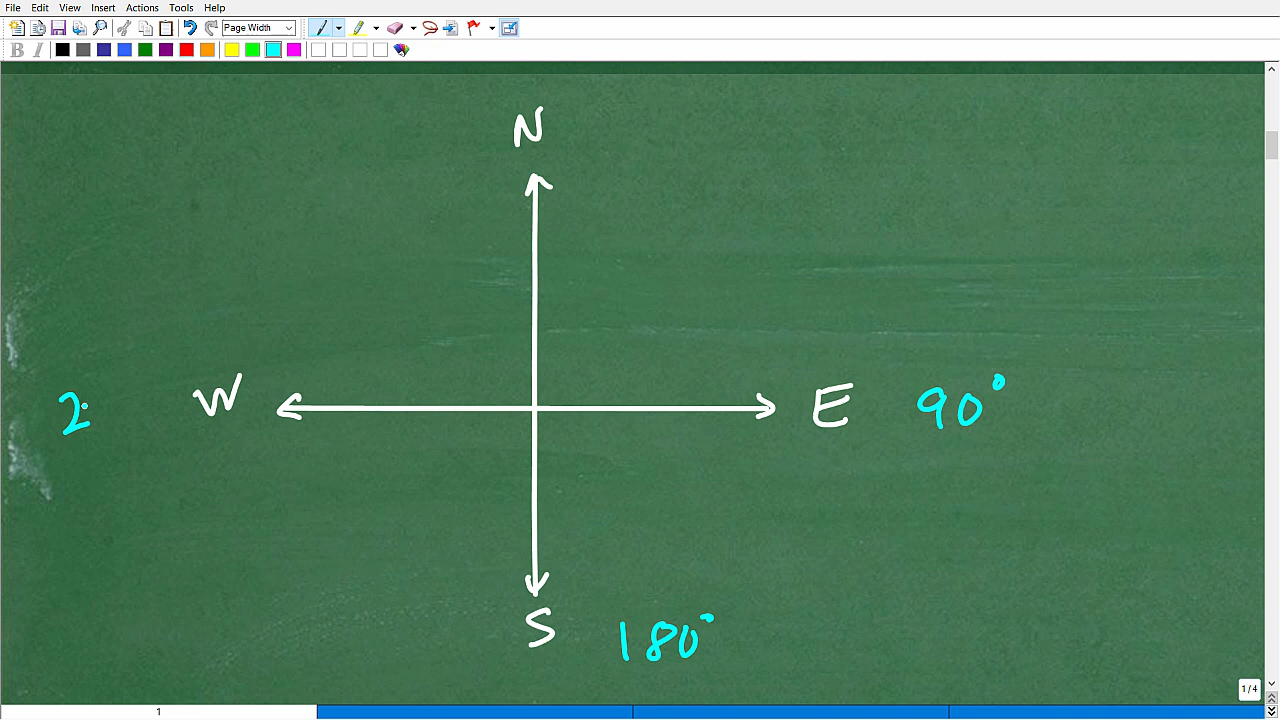 File Edit View Insert Actions Tools Help
Page Width
B I
N
2 W E 90°
S 180°
1/4
1